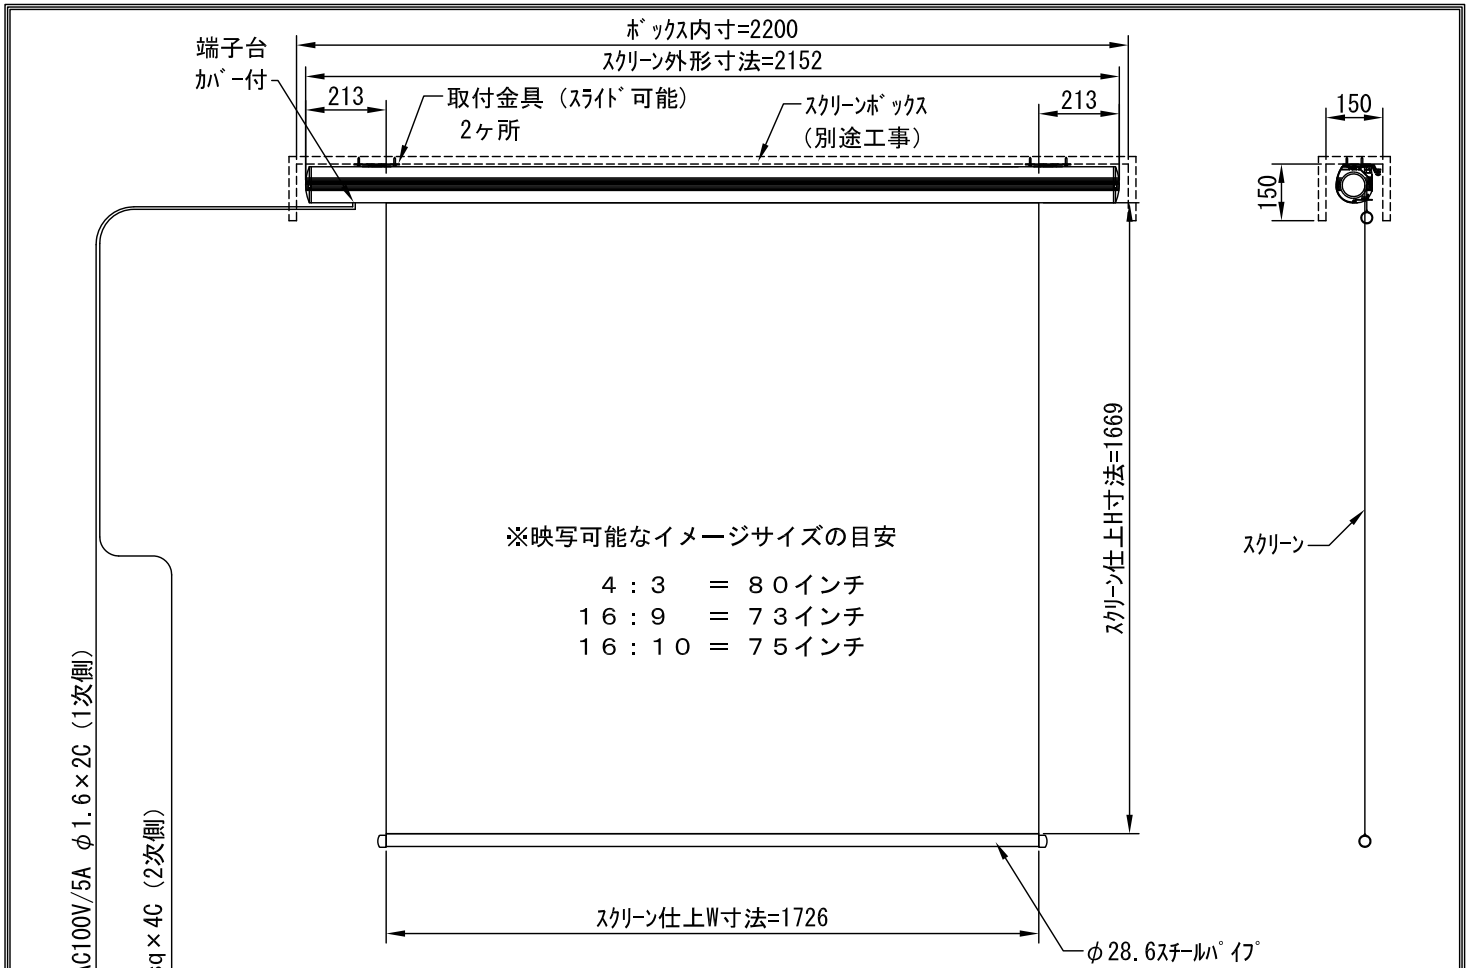 ﾎﾞｯｸｽ内寸=2200
ｽｸﾘｰﾝ外形寸法=2152
端子台
ｶﾊﾞｰ付
213
取付金具（ｽﾗｲﾄﾞ可能）
2ヶ所
ｽｸﾘｰﾝﾎﾞｯｸｽ
（別途工事）
213
150
150
ｽｸﾘｰﾝ仕上H寸法=1669
ｽｸﾘｰﾝ
※映写可能なイメージサイズの目安
４：３　＝ ８０インチ
１６：９　＝ ７３インチ
１６：１０ ＝ ７５インチ
AC100V/5A φ1.6×2C（1次側）
sq×4C（2次側）
ｽｸﾘｰﾝ仕上W寸法=1726
φ28.6ｽﾁｰﾙﾊﾟｲﾌﾟ